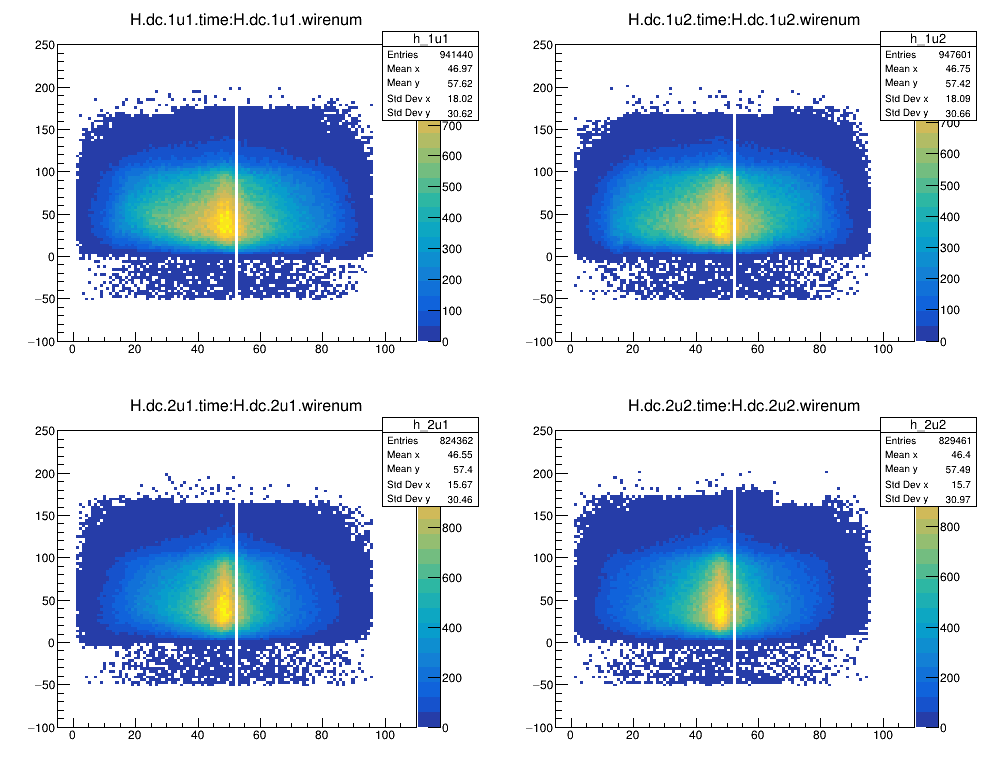 H.dc.1u1.time:H.dc.1u1.wirenum
h_1u1
Entries 941440
Mean x 46.97
Mean y 57.62
Std Dev x 18.02
Std Dev y 30.62
250
200
150
100
50
0
−50
−100
0 20 40 60 80 100
700
600
500
400
300
200
100
0
H.dc.1u2.time:H.dc.1u2.wirenum
h_1u2
Entries 947601
Mean x 46.75
Mean y 57.42
Std Dev x 18.09
Std Dev y 30.66
250
200
150
100
50
0
−50
−100
0 20 40 60 80 100
700
600
500
400
300
200
100
0
H.dc.2u1.time:H.dc.2u1.wirenum
h_2u1
Entries 824362
Mean x 46.55
Mean y 57.4
Std Dev x 15.67
Std Dev y 30.46
250
200
150
100
50
0
−50
−100
0 20 40 60 80 100
800
600
400
200
0
H.dc.2u2.time:H.dc.2u2.wirenum
h_2u2
Entries 829461
Mean x 46.4
Mean y 57.49
Std Dev x 15.7
Std Dev y 30.97
250
200
150
100
50
0
−50
−100
0 20 40 60 80 100
800
600
400
200
0